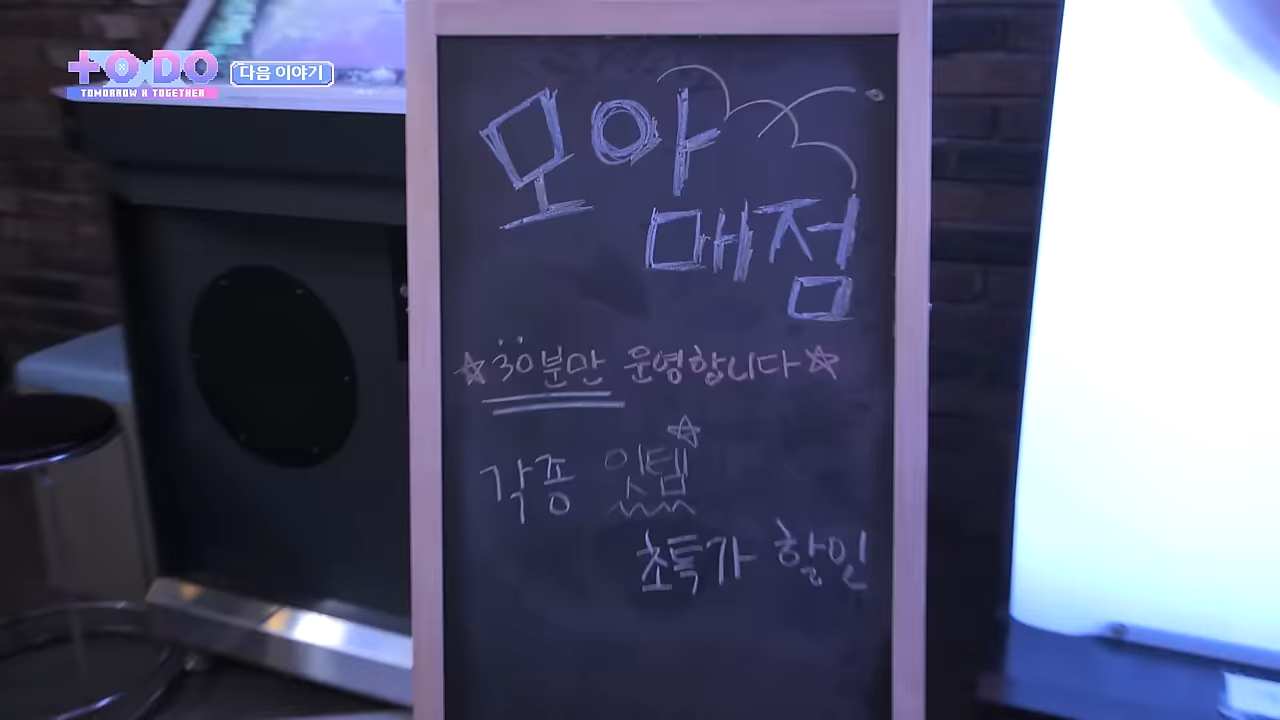 TO DO
TOMORROW X TOGETHER
다음 이야기
모아
매점
☆30분만 운영합니다☆
각종 잇템
초특가 할인